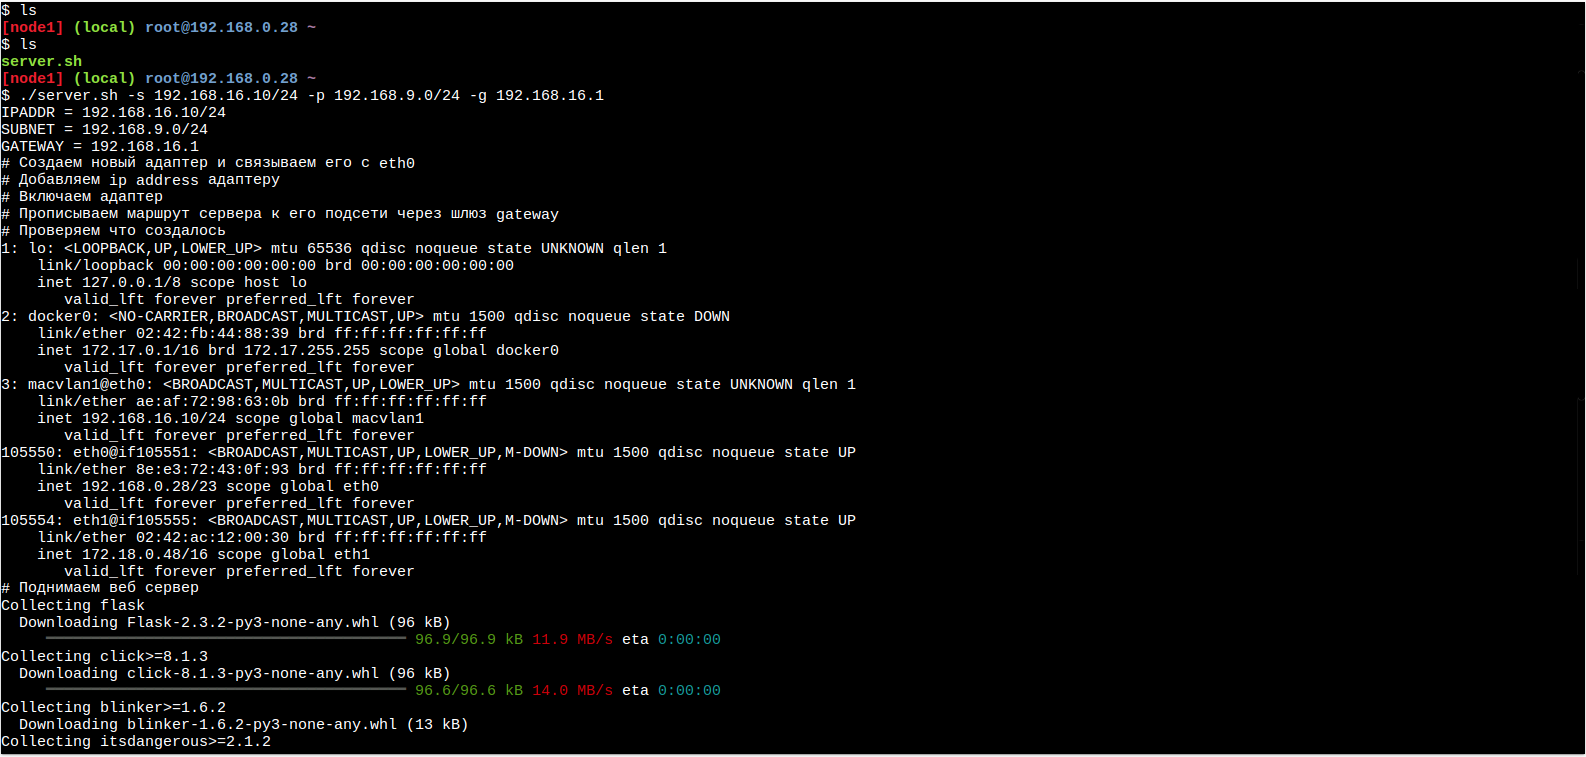 $ ls
[node1] (local) root@192.168.0.28 ~
$ ls
server.sh
[node1] (local) root@192.168.0.28 ~
$ ./server.sh -s 192.168.16.10/24 -p 192.168.9.0/24 -g 192.168.16.1
IPADDR = 192.168.16.10/24
SUBNET = 192.168.9.0/24
GATEWAY = 192.168.16.1
# Создаем новый адаптер и связываем его с eth0
# Добавляем ip address адаптеру
# Включаем адаптер
# Прописываем маршрут сервера к его подсети через шлюз gateway
# Проверяем что создалось
1: lo: <LOOPBACK,UP,LOWER_UP> mtu 65536 qdisc noqueue state UNKNOWN qlen 1
    link/loopback 00:00:00:00:00:00 brd 00:00:00:00:00:00
    inet 127.0.0.1/8 scope host lo
       valid_lft forever preferred_lft forever
2: docker0: <NO-CARRIER,BROADCAST,MULTICAST,UP> mtu 1500 qdisc noqueue state DOWN
    link/ether 02:42:fb:44:88:39 brd ff:ff:ff:ff:ff:ff
    inet 172.17.0.1/16 brd 172.17.255.255 scope global docker0
       valid_lft forever preferred_lft forever
3: macvlan1@eth0: <BROADCAST,MULTICAST,UP,LOWER_UP> mtu 1500 qdisc noqueue state UNKNOWN qlen 1
    link/ether ae:af:72:98:63:0b brd ff:ff:ff:ff:ff:ff
    inet 192.168.16.10/24 scope global macvlan1
       valid_lft forever preferred_lft forever
105550: eth0@if105551: <BROADCAST,MULTICAST,UP,LOWER_UP,M-DOWN> mtu 1500 qdisc noqueue state UP
    link/ether 8e:e3:72:43:0f:93 brd ff:ff:ff:ff:ff:ff
    inet 192.168.0.28/23 scope global eth0
       valid_lft forever preferred_lft forever
105554: eth1@if105555: <BROADCAST,MULTICAST,UP,LOWER_UP,M-DOWN> mtu 1500 qdisc noqueue state UP
    link/ether 02:42:ac:12:00:30 brd ff:ff:ff:ff:ff:ff
    inet 172.18.0.48/16 scope global eth1
       valid_lft forever preferred_lft forever
# Поднимаем веб сервер
Collecting flask
  Downloading Flask-2.3.2-py3-none-any.whl (96 kB)
     ━━━━━━━━━━━━━━━━━━━━━━━━━━━━━━━━━━━━━━━━ 96.9/96.9 kB 11.9 MB/s eta 0:00:00
Collecting click>=8.1.3
  Downloading click-8.1.3-py3-none-any.whl (96 kB)
     ━━━━━━━━━━━━━━━━━━━━━━━━━━━━━━━━━━━━━━━━ 96.6/96.6 kB 14.0 MB/s eta 0:00:00
Collecting blinker>=1.6.2
  Downloading blinker-1.6.2-py3-none-any.whl (13 kB)
Collecting itsdangerous>=2.1.2